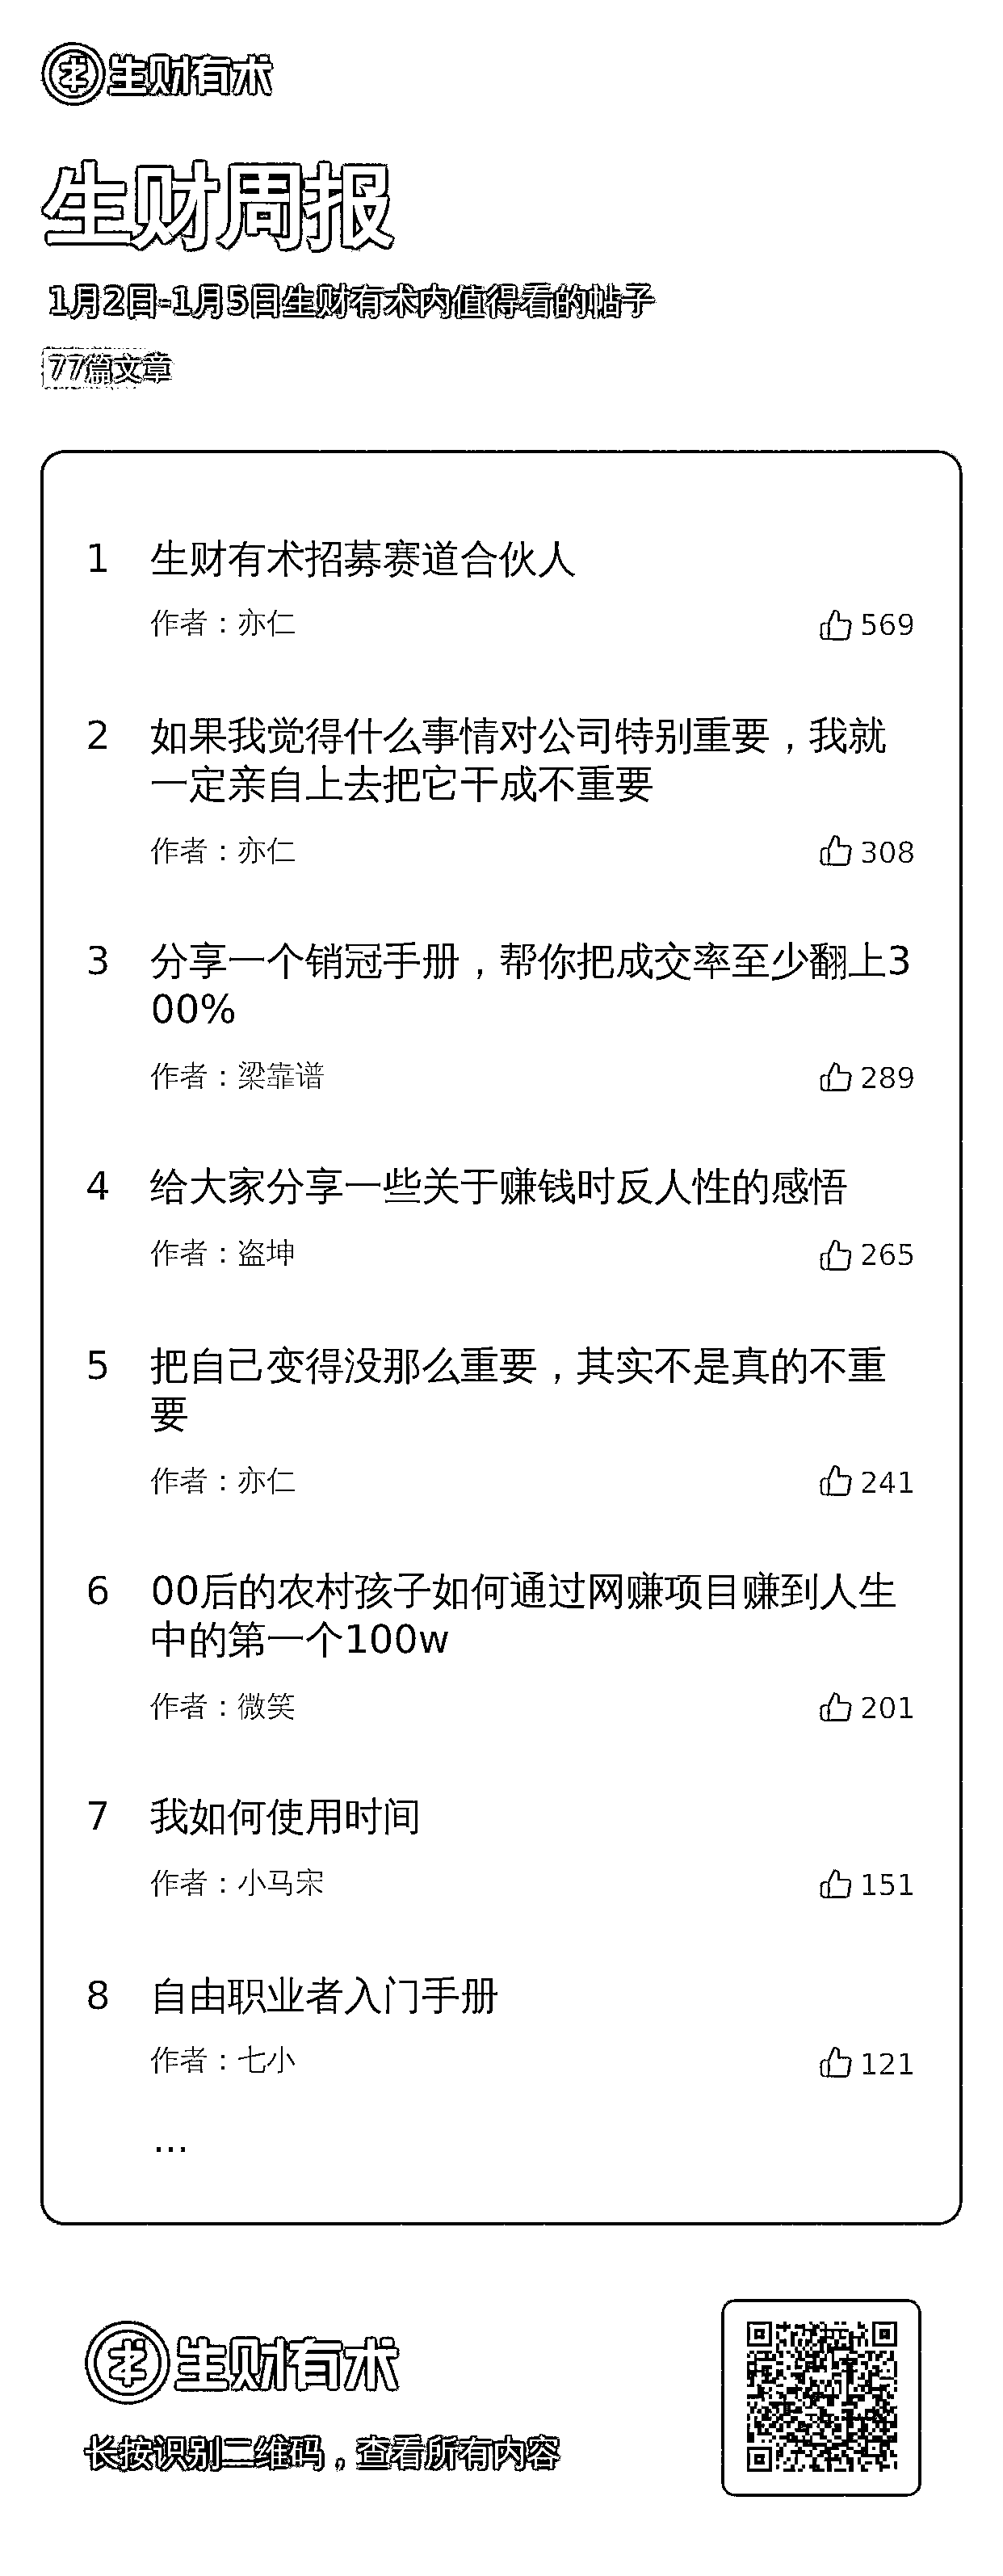 生财有术
生财周报
1月2日-1月5日生财有术内值得看的帖子
77篇文章
1 生财有术招募赛道合伙人
作者：亦仁 569
2 如果我觉得什么事情对公司特别重要，我就
一定亲自上去把它干成不重要
作者：亦仁 308
3 分享一个销冠手册，帮你把成交率至少翻上3
00%
作者：梁靠谱 289
4 给大家分享一些关于赚钱时反人性的感悟
作者：盗坤 265
5 把自己变得没那么重要，其实不是真的不重
要
作者：亦仁 241
6 00后的农村孩子如何通过网赚项目赚到人生
中的第一个100w
作者：微笑 201
7 我如何使用时间
作者：小马宋 151
8 自由职业者入门手册
作者：七小 121
...
生财有术
长按识别二维码，查看所有内容